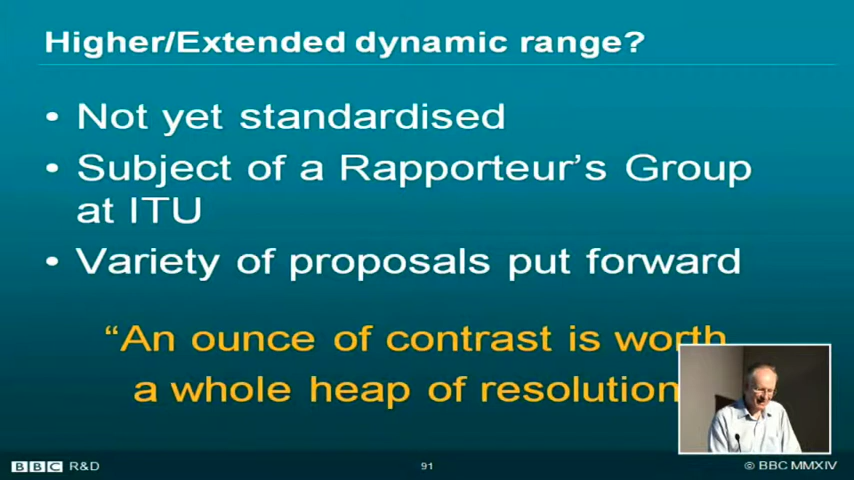 Higher/Extended dynamic range?
• Not yet standardised
• Subject of a Rapporteur’s Group
at ITU
• Variety of proposals put forward
“An ounce of contrast is worth
a whole heap of resolution
BBC R&D
91
© BBC MMXIV